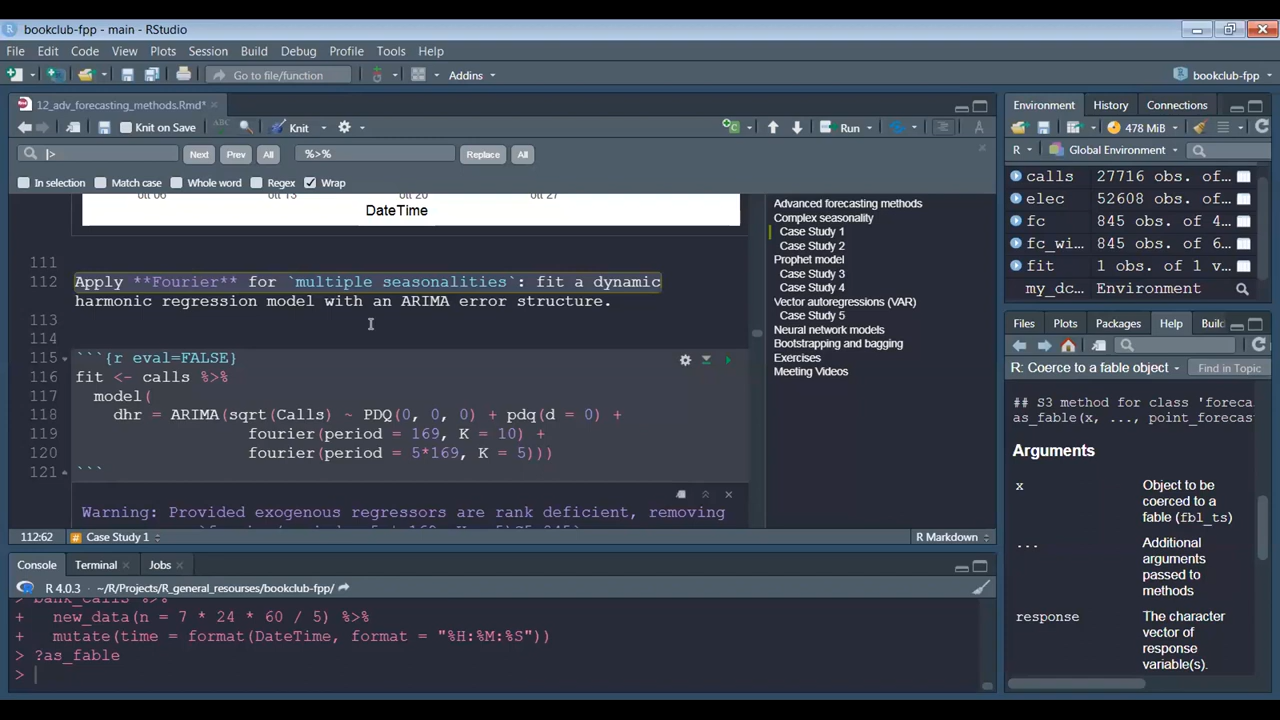 bookclub-fpp - main - RStudio
File Edit Code View Plots Session Build Debug Profile Tools Help
Go to file/function Addins bookclub-fpp
12_adv_forecasting_methods.Rmd*
Knit on Save ABC Knit Run
|> Next Prev All %>% Replace All
In selection Match case Whole word Regex Wrap
DateTime
111
112 Apply **Fourier** for `multiple seasonalities`: fit a dynamic
harmonic regression model with an ARIMA error structure.
113
114
115 ```{r eval=FALSE}
116 fit <- calls %>%
117 model(
118 dhr = ARIMA(sqrt(Calls) ~ PDQ(0, 0, 0) + pdq(d = 0) +
119 fourier(period = 169, K = 10) +
120 fourier(period = 5*169, K = 5)))
121 ```
Warning: Provided exogenous regressors are rank deficient, removing
112:62 # Case Study 1 R Markdown
Advanced forecasting methods
Complex seasonality
Case Study 1
Case Study 2
Prophet model
Case Study 3
Case Study 4
Vector autoregressions (VAR)
Case Study 5
Neural network models
Bootstrapping and bagging
Exercises
Meeting Videos
Console Terminal Jobs
R 4.0.3 · ~/R/Projects/R_general_resourses/bookclub-fpp/
> bank_calls %>%
+ new_data(n = 7 * 24 * 60 / 5) %>%
+ mutate(time = format(DateTime, format = "%H:%M:%S"))
> ?as_fable
>
Environment History Connections
478 MiB
R Global Environment
calls 27716 obs. of…
elec 52608 obs. of…
fc 845 obs. of 4…
fc_wi… 845 obs. of 6…
fit 1 obs. of 1 v…
my_dc… Environment
Files Plots Packages Help Build
R: Coerce to a fable object Find in Topic
## S3 method for class 'foreca
as_fable(x, ..., point_forecas
Arguments
x Object to be
coerced to a
fable (fbl_ts)
... Additional
arguments
passed to
methods
response The character
vector of
response
variable(s).